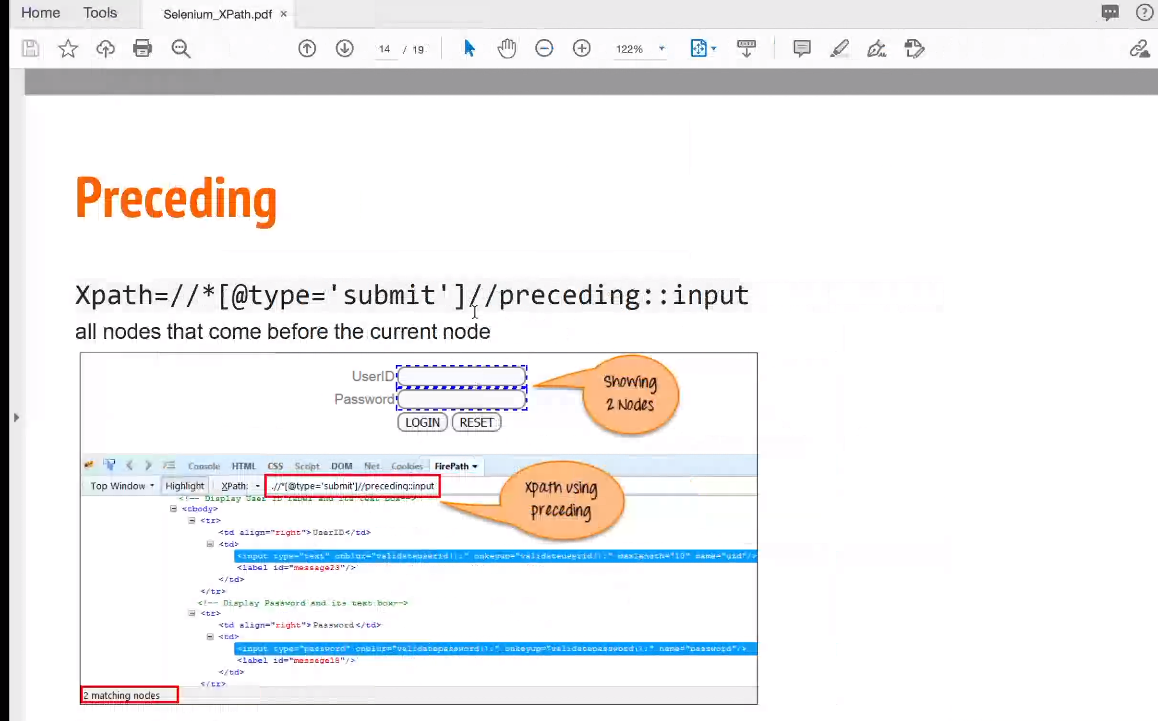 Home Tools Selenium_XPath.pdf ×
14 / 19 122%
Preceding
Xpath=//*[@type='submit']//preceding::input
all nodes that come before the current node
UserID
Password
LOGIN RESET
Showing
2 Nodes
Console HTML CSS Script DOM Net Cookies FirePath
Top Window Highlight XPath: .//*[@type='submit']//preceding::input
Xpath using
preceding
<!-- Display User ID label and its text box-->
<tbody>
<tr>
<td align="right">UserID</td>
<td>
<input type="text" onblur="validateuserid();" onkeyup="validateuserid();" maxlength="10" name="uid"/>
<label id="message23"/>
</td>
</tr>
<!-- Display Password and its text box-->
<tr>
<td align="right">Password</td>
<td>
<input type="password" onblur="validatepassword();" onkeyup="validatepassword();" name="password"/>
<label id="message18"/>
</td>
</tr>
2 matching nodes